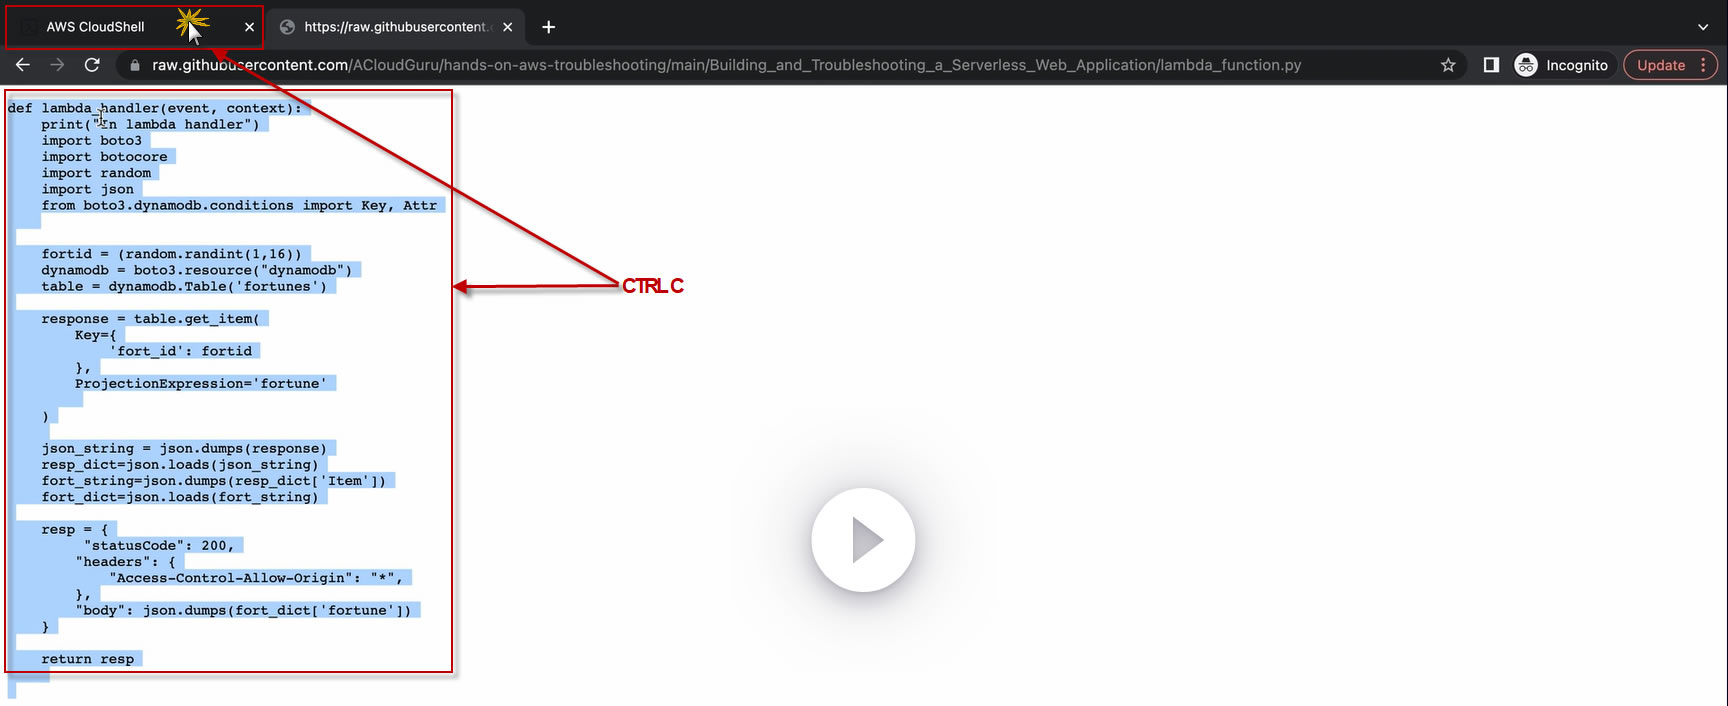 AWS CloudShell
https://raw.githubusercontent.
raw.githubusercontent.com/ACloudGuru/hands-on-aws-troubleshooting/main/Building_and_Troubleshooting_a_Serverless_Web_Application/lambda_function.py
Incognito
Update
def lambda_handler(event, context):
    print("In lambda handler")
    import boto3
    import botocore
    import random
    import json
    from boto3.dynamodb.conditions import Key, Attr
    fortid = (random.randint(1,16))
    dynamodb = boto3.resource("dynamodb")
    table = dynamodb.Table('fortunes')
    response = table.get_item(
        Key={
            'fort_id': fortid
        },
        ProjectionExpression='fortune'
    )
    json_string = json.dumps(response)
    resp_dict=json.loads(json_string)
    fort_string=json.dumps(resp_dict['Item'])
    fort_dict=json.loads(fort_string)
    resp = {
         "statusCode": 200,
        "headers": {
            "Access-Control-Allow-Origin": "*",
        },
        "body": json.dumps(fort_dict['fortune'])
    }
    return resp
CTRL C